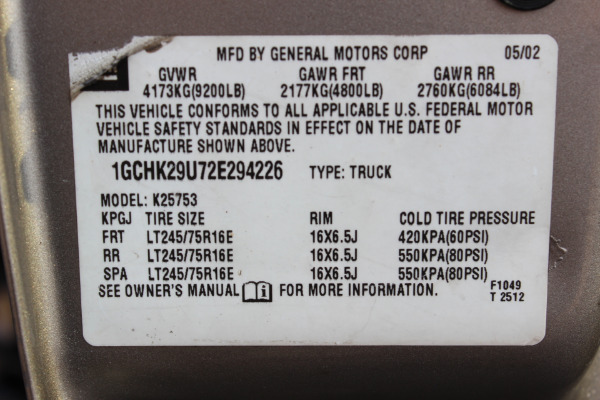 MFD BY GENERAL MOTORS CORP 05/02
GVWR GAWR FRT GAWR RR
4173KG(9200LB) 2177KG(4800LB) 2760KG(6084LB)
THIS VEHICLE CONFORMS TO ALL APPLICABLE U.S. FEDERAL MOTOR
VEHICLE SAFETY STANDARDS IN EFFECT ON THE DATE OF
MANUFACTURE SHOWN ABOVE.
1GCHK29U72E294226 TYPE: TRUCK
MODEL: K25753
KPGJ TIRE SIZE RIM COLD TIRE PRESSURE
FRT LT245/75R16E 16X6.5J 420KPA(60PSI)
RR LT245/75R16E 16X6.5J 550KPA(80PSI)
SPA LT245/75R16E 16X6.5J 550KPA(80PSI)
SEE OWNER'S MANUAL i FOR MORE INFORMATION. F1049
T 2512